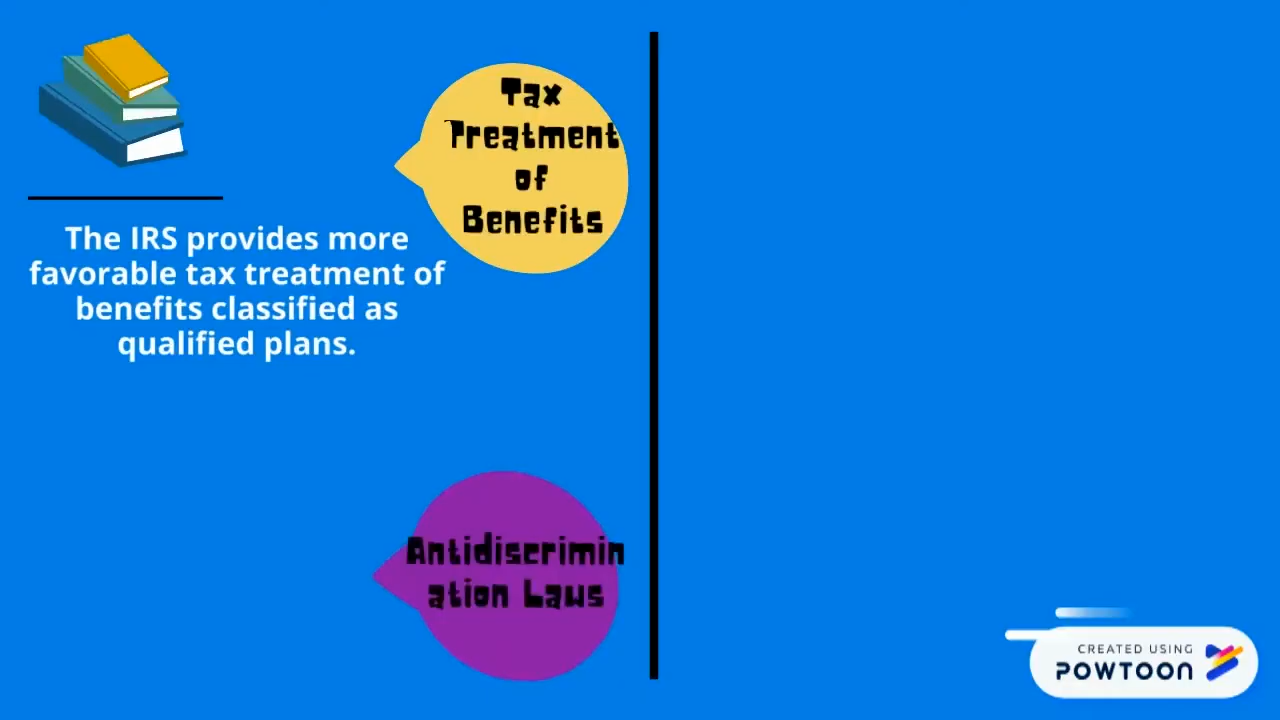 Tax
Treatment
of
Benefits
The IRS provides more
favorable tax treatment of
benefits classified as
qualified plans.
Antidiscrimin
ation Laws
CREATED USING
POWTOON